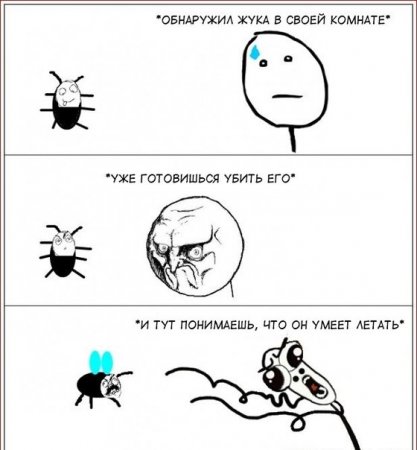 *ОБНАРУЖИЛ ЖУКА В СВОЕЙ КОМНАТЕ*
*УЖЕ ГОТОВИШЬСЯ УБИТЬ ЕГО*
*И ТУТ ПОНИМАЕШЬ, ЧТО ОН УМЕЕТ ЛЕТАТЬ*